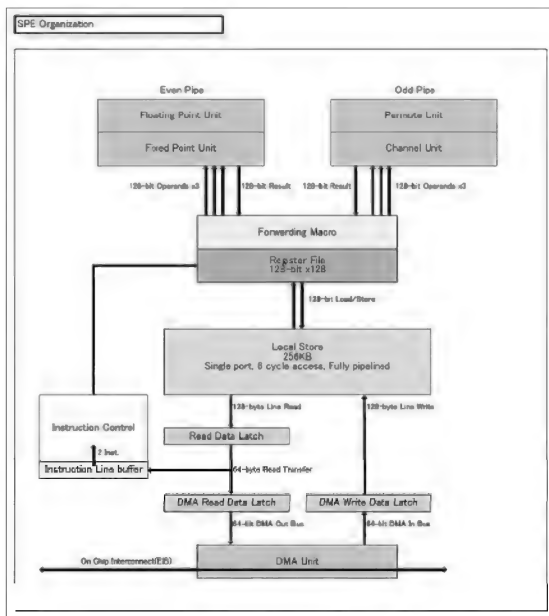 SPE Organization
Even Pipe
Odd Pipe
Floating Point Unit
Permute Unit
Fixed Point Unit
Channel Unit
128-bit Operands x3
128-bit Result
128-bit Result
128-bit Operands x3
Forwarding Macro
Register File
128-bit x128
128-bit Load/Store
Local Store
256KB
Single port, 6 cycle access, Fully pipelined
128-byte Line Read
128-byte Line Write
Instruction Control
Read Data Latch
2 Inst.
Instruction Line buffer
64-byte Read Transfer
DMA Read Data Latch
DMA Write Data Latch
64-bit DMA Out Bus
64-bit DMA In Bus
On Chip Interconnect(EIB)
DMA Unit